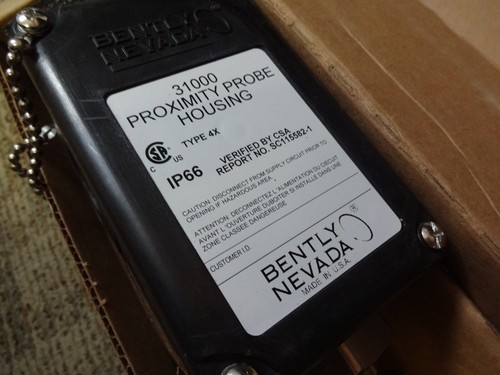 BENTLY
NEVADA
31000
PROXIMITY PROBE
HOUSING
C US
TYPE 4X
IP66
VERIFIED BY CSA
REPORT NO. SC115582-1
CAUTION: DISCONNECT FROM SUPPLY CIRCUIT PRIOR TO
OPENING IF HAZARDOUS AREA.
ATTENTION: DECONNECTEZ L'ALIMENTATION DU CIRCUIT
AVANT L'OUVERTURE DUBOITER SI INSTALLE DANS UNE
ZONE CLASSEE DANGEREUSE
CUSTOMER I.D.
BENTLY
NEVADA ®
MADE IN U.S.A.